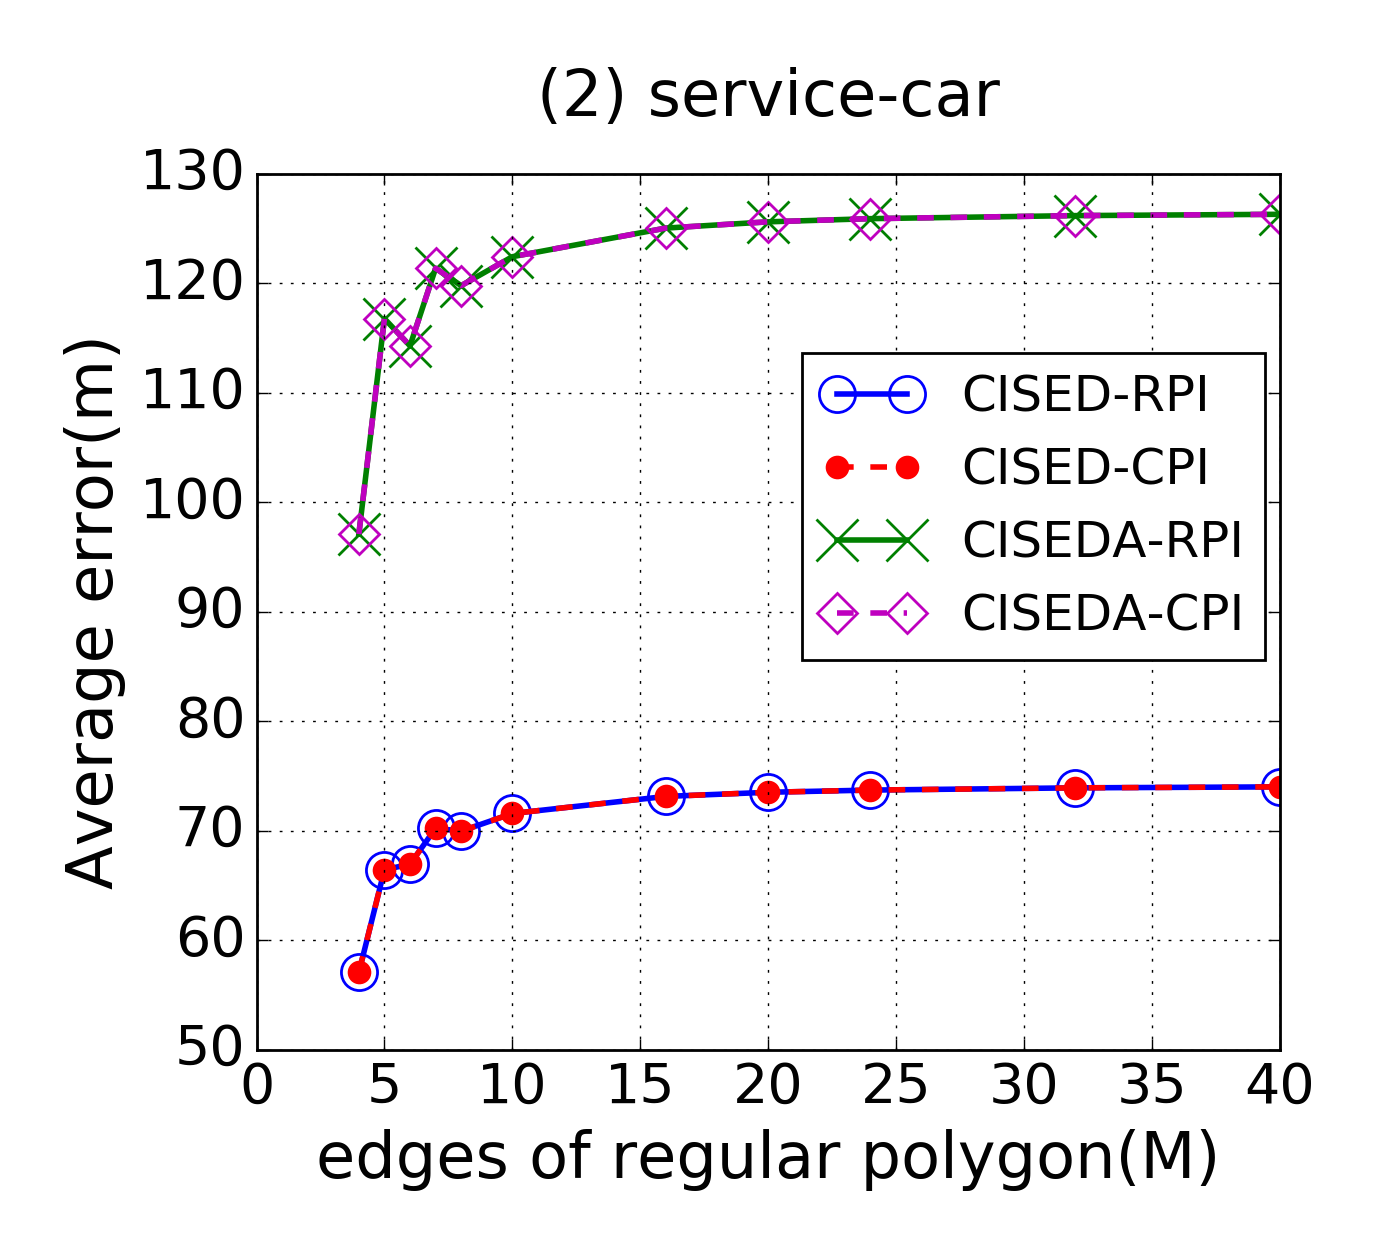 (2) service-car
130
120
110
100
90
80
70
60
50
Average error(m)
CISED-RPI
CISED-CPI
CISEDA-RPI
CISEDA-CPI
0 5 10 15 20 25 30 35 40
edges of regular polygon(M)